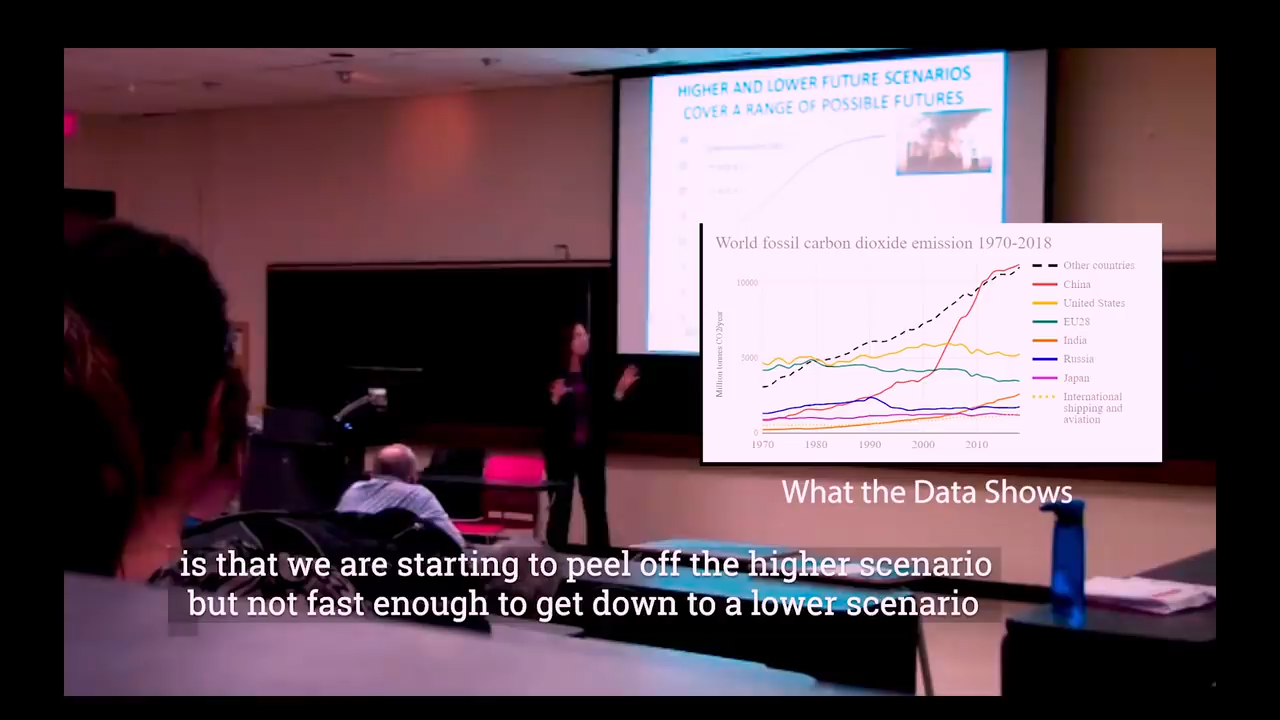 HIGHER AND LOWER FUTURE SCENARIOS
COVER A RANGE OF POSSIBLE FUTURES
World fossil carbon dioxide emission 1970-2018
Million tonnes CO2/year
10000
5000
0
1970 1980 1990 2000 2010
Other countries
China
United States
EU28
India
Russia
Japan
International
shipping and
aviation
What the Data Shows
is that we are starting to peel off the higher scenario
but not fast enough to get down to a lower scenario